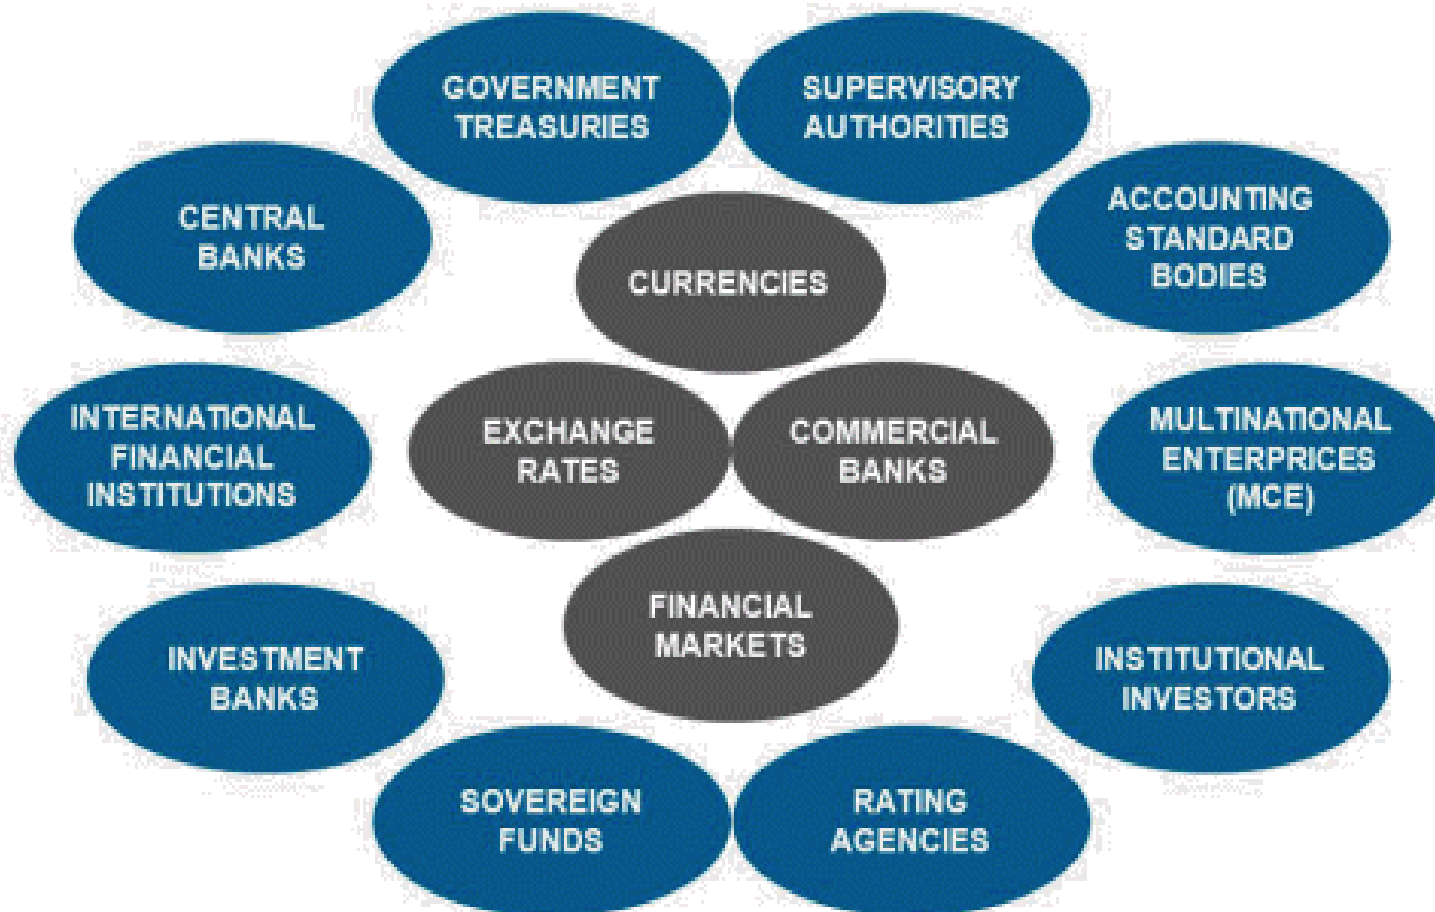 GOVERNMENT
TREASURIES
SUPERVISORY
AUTHORITIES
CENTRAL
BANKS
ACCOUNTING
STANDARD
BODIES
CURRENCIES
INTERNATIONAL
FINANCIAL
INSTITUTIONS
EXCHANGE
RATES
COMMERCIAL
BANKS
MULTINATIONAL
ENTERPRICES
(MCE)
FINANCIAL
MARKETS
INVESTMENT
BANKS
INSTITUTIONAL
INVESTORS
SOVEREIGN
FUNDS
RATING
AGENCIES